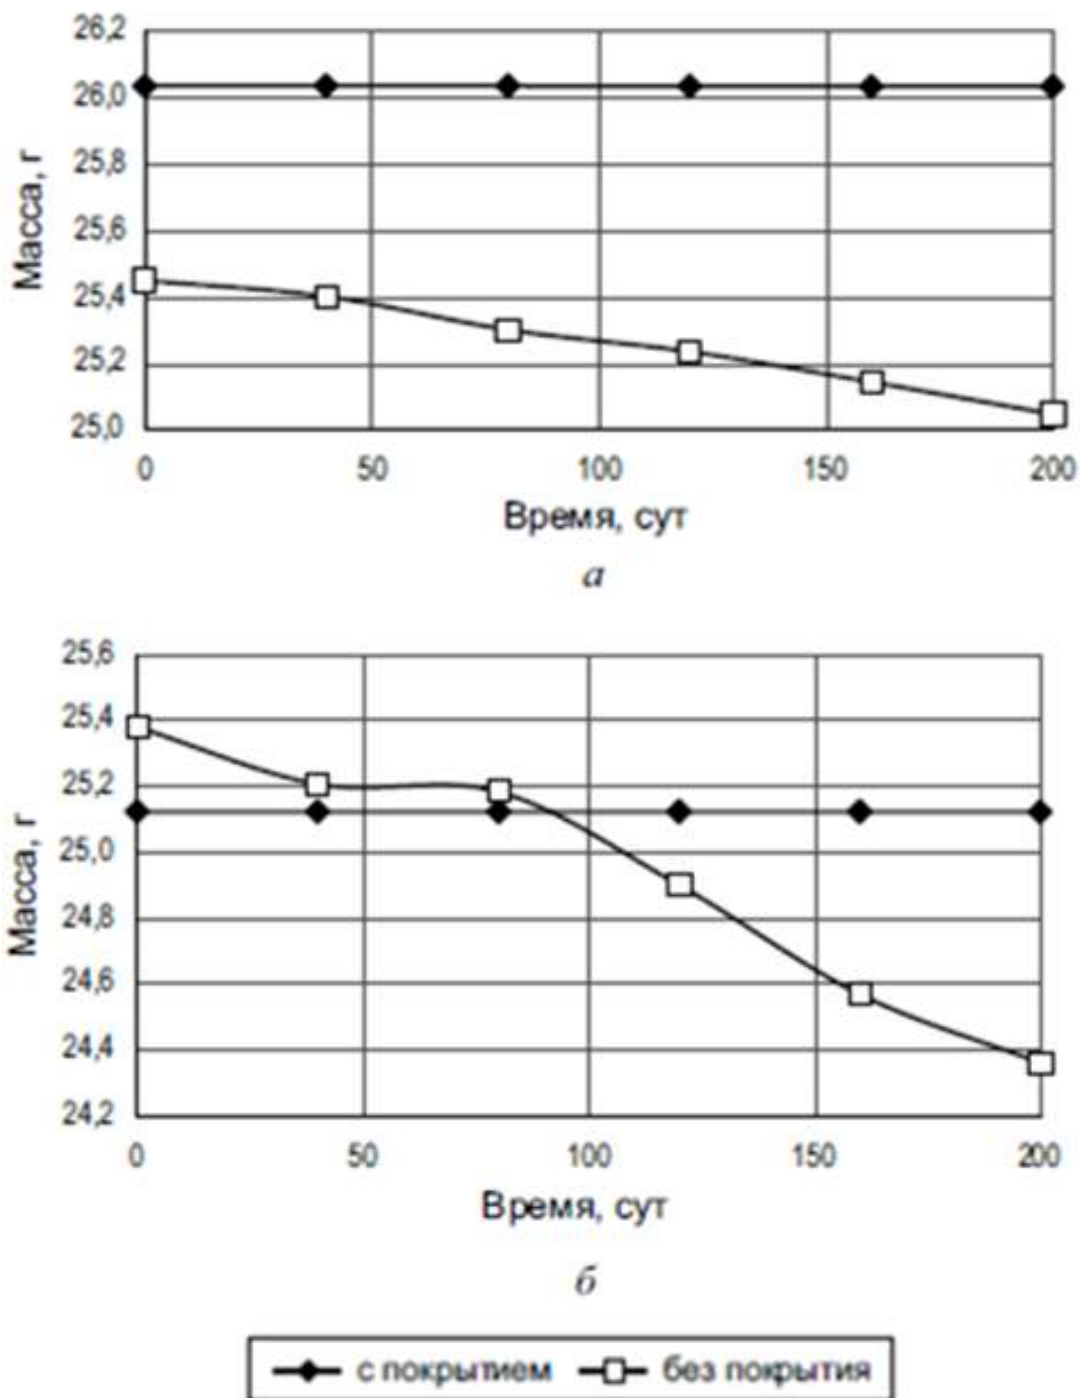 26,2
26,0
25,8
25,6
25,4
25,2
25,0
Масса, г
0 50 100 150 200
Время, сут
а
25,6
25,4
25,2
25,0
24,8
24,6
24,4
24,2
Масса, г
0 50 100 150 200
Время, сут
б
с покрытием без покрытия